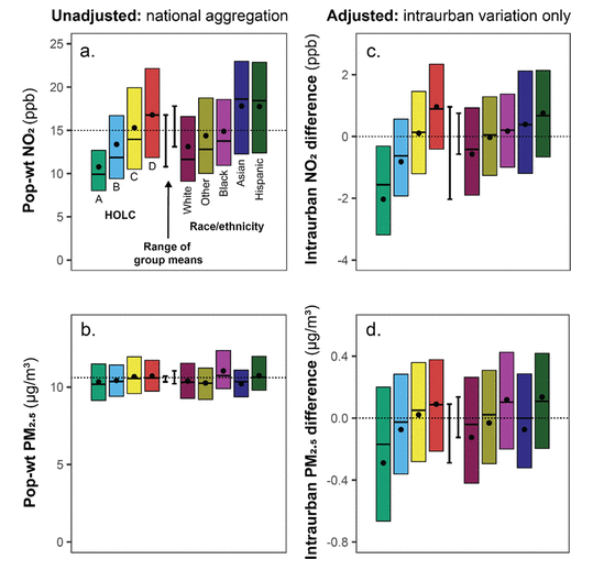 Unadjusted: national aggregation
Adjusted: intraurban variation only
a.
Pop-wt NO₂ (ppb)
25
20
15
10
5
0
A
B
C
D
HOLC
Range of
group means
White
Other
Black
Asian
Hispanic
Race/ethnicity
c.
Intraurban NO₂ difference (ppb)
2
0
-2
-4
b.
Pop-wt PM₂.₅ (µg/m³)
10
5
0
d.
Intraurban PM₂.₅ difference (µg/m³)
0.4
0.0
-0.4
-0.8